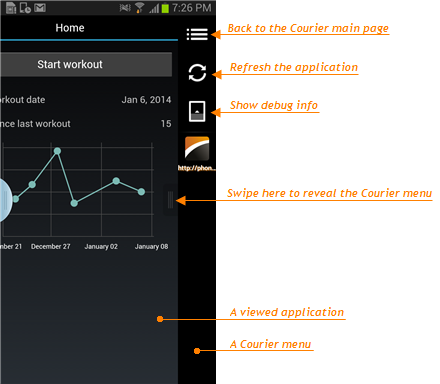 7:26 PM
Home
Back to the Courier main page
Start workout
Refresh the application
orkout date
Jan 6, 2014
Show debug info
nce last workout
15
http://phon...
Swipe here to reveal the Courier menu
mber 21
December 27
January 02
January 08
A viewed application
A Courier menu